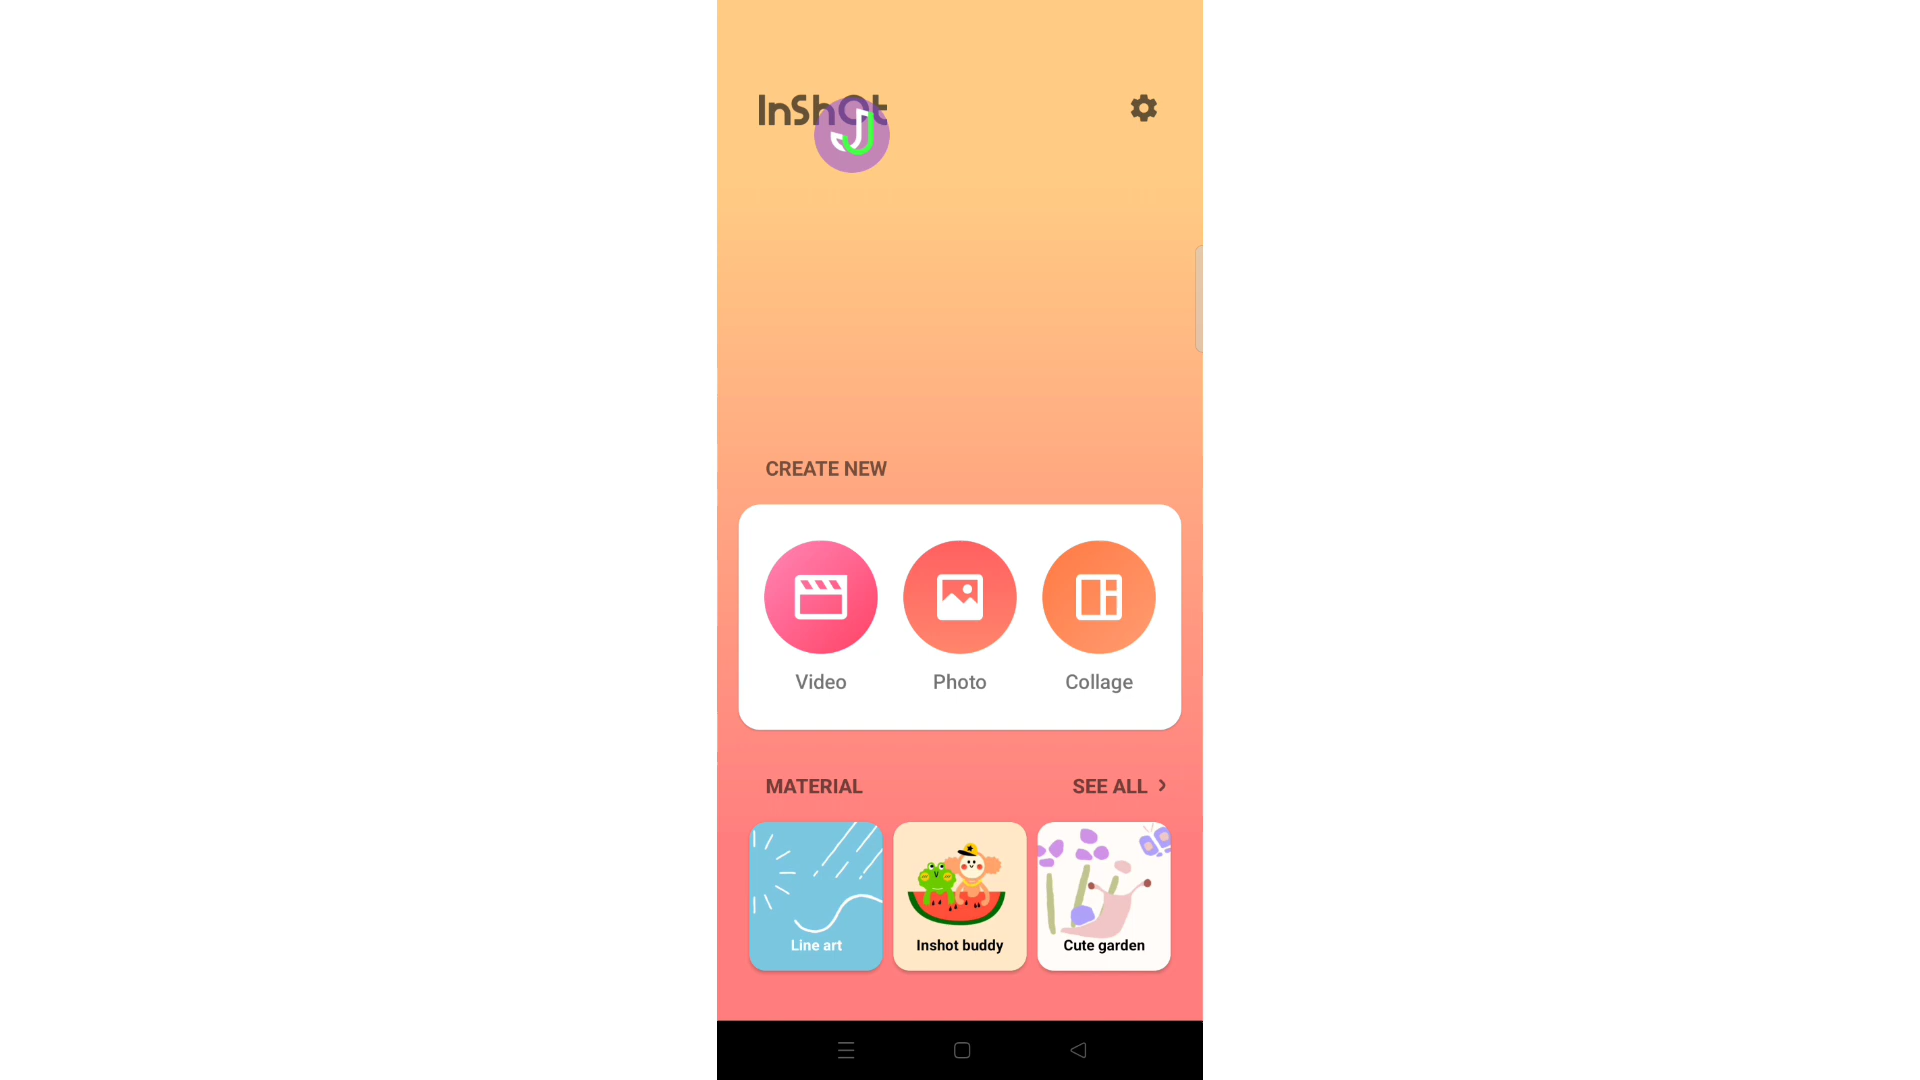 InShOt
J
CREATE NEW
Video
Photo
Collage
MATERIAL
SEE ALL >
Line art
Inshot buddy
Cute garden